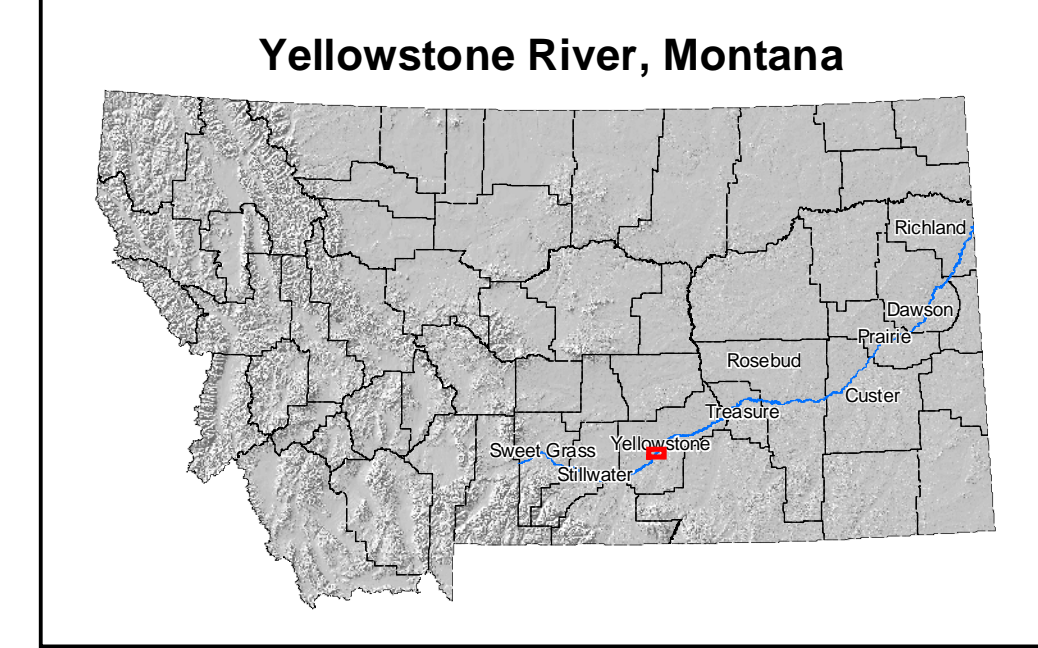 Yellowstone River, Montana
Richland
Dawson
Prairie
Rosebud
Custer
Treasure
Yellowstone
Sweet Grass
Stillwater